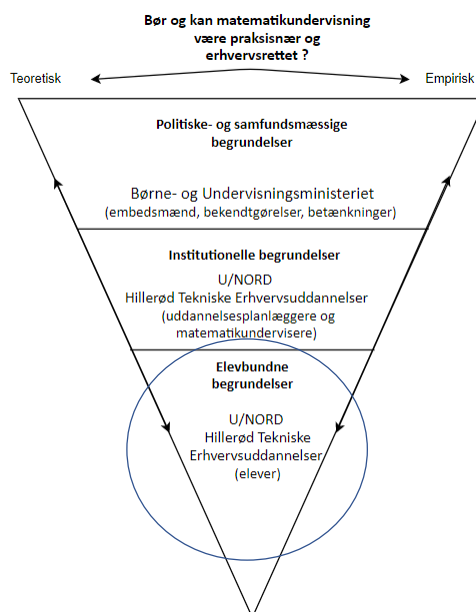 Bør og kan matematikundervisning
være praksisnær og
erhvervsrettet ?
Teoretisk
Empirisk
Politiske- og samfundsmæssige
begrundelser
Børne- og Undervisningsministeriet
(embedsmænd, bekendtgørelser, betænkninger)
Institutionelle begrundelser
U/NORD
Hillerød Tekniske Erhvervsuddannelser
(uddannelsesplanlæggere og
matematikundervisere)
Elevbundne
begrundelser
U/NORD
Hillerød Tekniske
Erhvervsuddannelser
(elever)